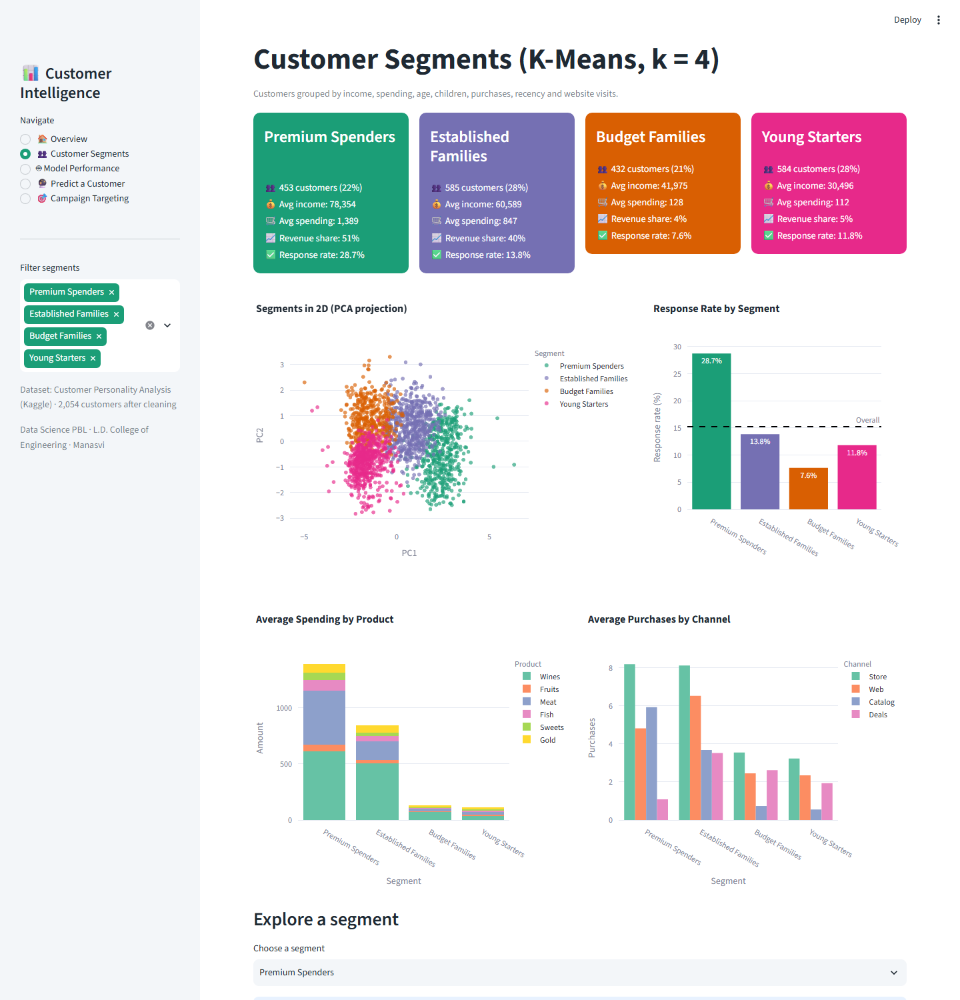 Deploy
📊 Customer
Intelligence
Navigate
Overview
Customer Segments
Model Performance
Predict a Customer
Campaign Targeting
Filter segments
Premium Spenders ×
Established Families ×
Budget Families ×
Young Starters ×
Dataset: Customer Personality Analysis
(Kaggle) · 2,054 customers after cleaning
Data Science PBL · L.D. College of
Engineering · Manasvi
Customer Segments (K-Means, k = 4)
Customers grouped by income, spending, age, children, purchases, recency and website visits.
Premium Spenders
453 customers (22%)
Avg income: 78,354
Avg spending: 1,389
Revenue share: 51%
Response rate: 28.7%
Established
Families
585 customers (28%)
Avg income: 60,589
Avg spending: 847
Revenue share: 40%
Response rate: 13.8%
Budget Families
432 customers (21%)
Avg income: 41,975
Avg spending: 128
Revenue share: 4%
Response rate: 7.6%
Young Starters
584 customers (28%)
Avg income: 30,496
Avg spending: 112
Revenue share: 5%
Response rate: 11.8%
Segments in 2D (PCA projection)
3
2
1
0
−1
−2
−3
PC2
−5
0
5
PC1
Segment
Premium Spenders
Established Families
Budget Families
Young Starters
Response Rate by Segment
30
25
20
15
10
5
0
Response rate (%)
28.7%
13.8%
7.6%
11.8%
Overall
Premium Spenders
Established Families
Budget Families
Young Starters
Average Spending by Product
1000
500
0
Amount
Premium Spenders
Established Families
Budget Families
Young Starters
Segment
Product
Wines
Fruits
Meat
Fish
Sweets
Gold
Average Purchases by Channel
8
6
4
2
0
Purchases
Premium Spenders
Established Families
Budget Families
Young Starters
Segment
Channel
Store
Web
Catalog
Deals
Explore a segment
Choose a segment
Premium Spenders